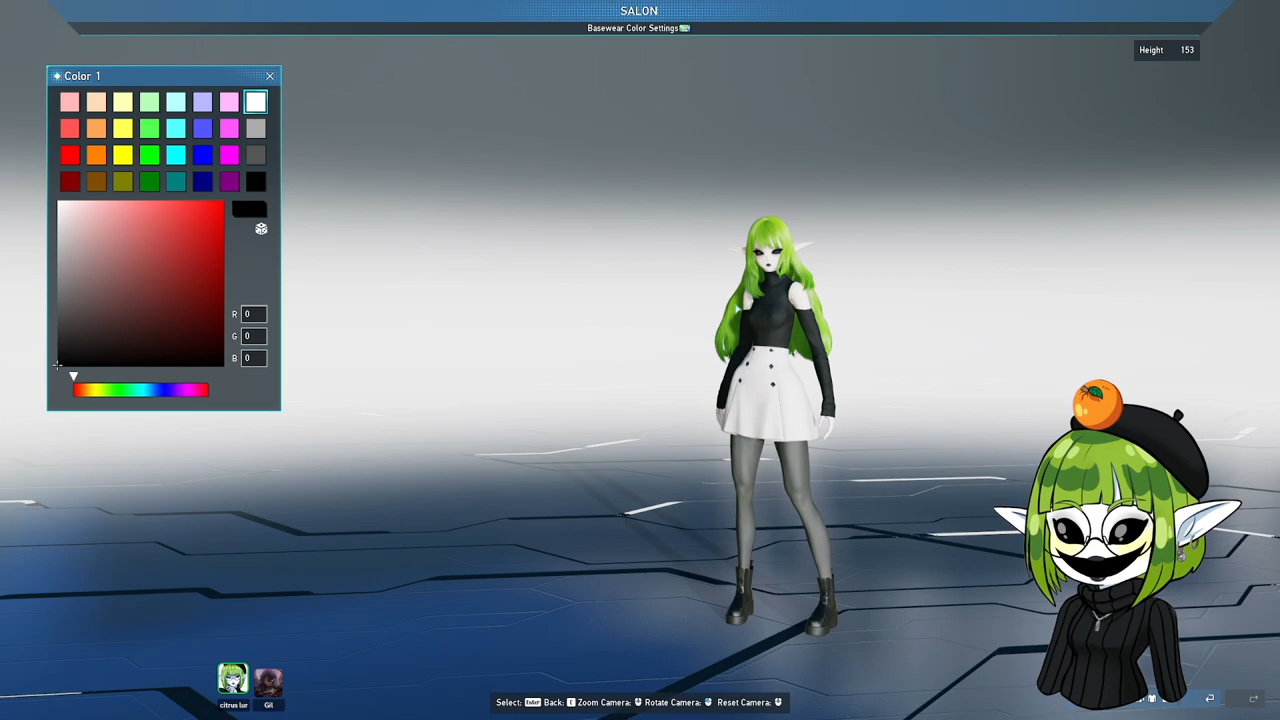 SALON
Basewear Color Settings
Height 153
Color 1
R 0
G 0
B 0
citrus lur
Gil
Select: Enter Back: Zoom Camera: Rotate Camera: Reset Camera: